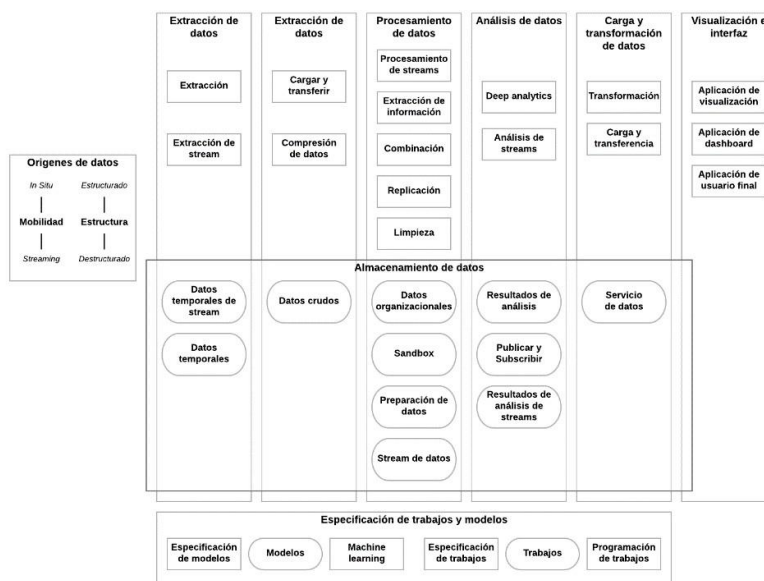 Extracción de
datos
Extracción
Extracción de
stream
Extracción de
datos
Cargar y
transferir
Compresión
de datos
Procesamiento
de datos
Procesamiento
de streams
Extracción de
información
Combinación
Replicación
Limpieza
Análisis de datos
Deep analytics
Análisis de
streams
Carga y
transformación
de datos
Transformación
Carga y
transferencia
Visualización e
interfaz
Aplicación de
visualización
Aplicación de
dashboard
Aplicación de
usuario final
Origenes de datos
In Situ
Estructurado
Mobilidad
Estructura
Streaming
Destructurado
Almacenamiento de datos
Datos
temporales de
stream
Datos
temporales
Datos crudos
Datos
organizacionales
Sandbox
Preparación de
datos
Stream de datos
Resultados de
análisis
Publicar y
Subscribir
Resultados de
análisis de
streams
Servicio
de datos
Especificación de trabajos y modelos
Especificación
de modelos
Modelos
Machine
learning
Especificación
de trabajos
Trabajos
Programación
de trabajos